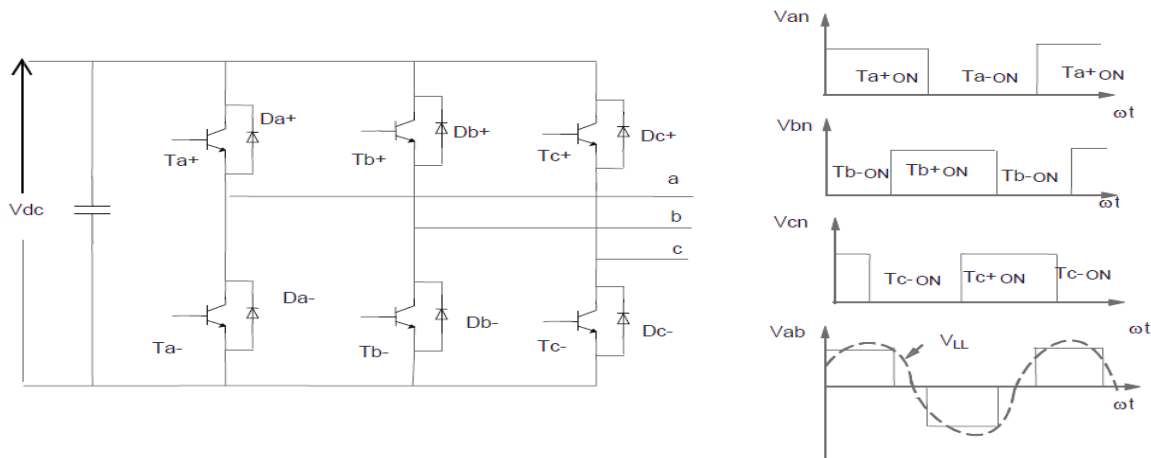 Vdc
Da+
Ta+
Db+
Tb+
Dc+
Tc+
a
b
c
Da-
Ta-
Db-
Tb-
Dc-
Tc-
Van
Ta+ON
Ta-ON
Ta+ON
ωt
Vbn
Tb-ON
Tb+ON
Tb-ON
ωt
Vcn
Tc-ON
Tc+ON
Tc-ON
ωt
Vab
VLL
ωt